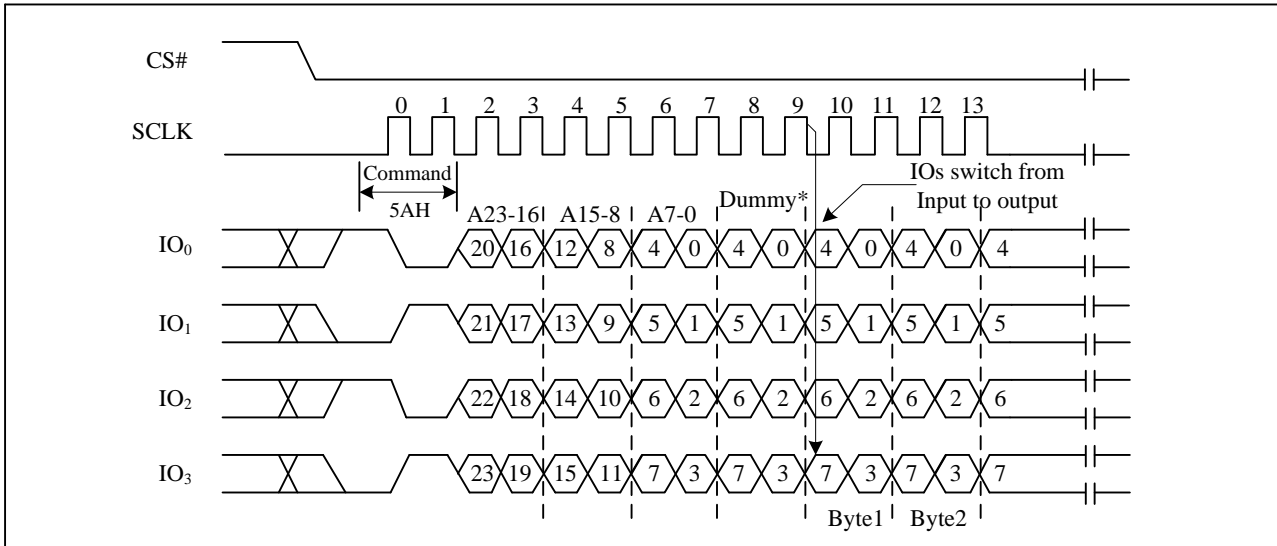 CS#
0 1 2 3 4 5 6 7 8 9 10 11 12 13
SCLK
Command
5AH
IOs switch from
Input to output
A23-16 A15-8 A7-0 Dummy*
IO0 20 16 12 8 4 0 4 0 4 0 4 0 4
IO1 21 17 13 9 5 1 5 1 5 1 5 1 5
IO2 22 18 14 10 6 2 6 2 6 2 6 2 6
IO3 23 19 15 11 7 3 7 3 7 3 7 3 7
Byte1 Byte2